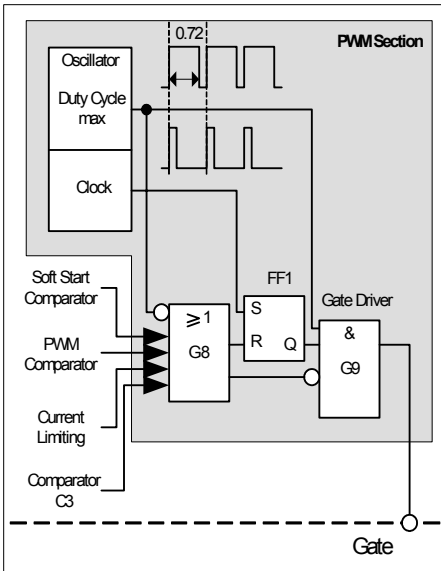 0.72
PWM Section
Oscillator
Duty Cycle
max
Clock
Soft Start
Comparator
PWM
Comparator
Current
Limiting
Comparator
C3
⩾1
G8
FF1
S
R
Q
Gate Driver
&
G9
Gate